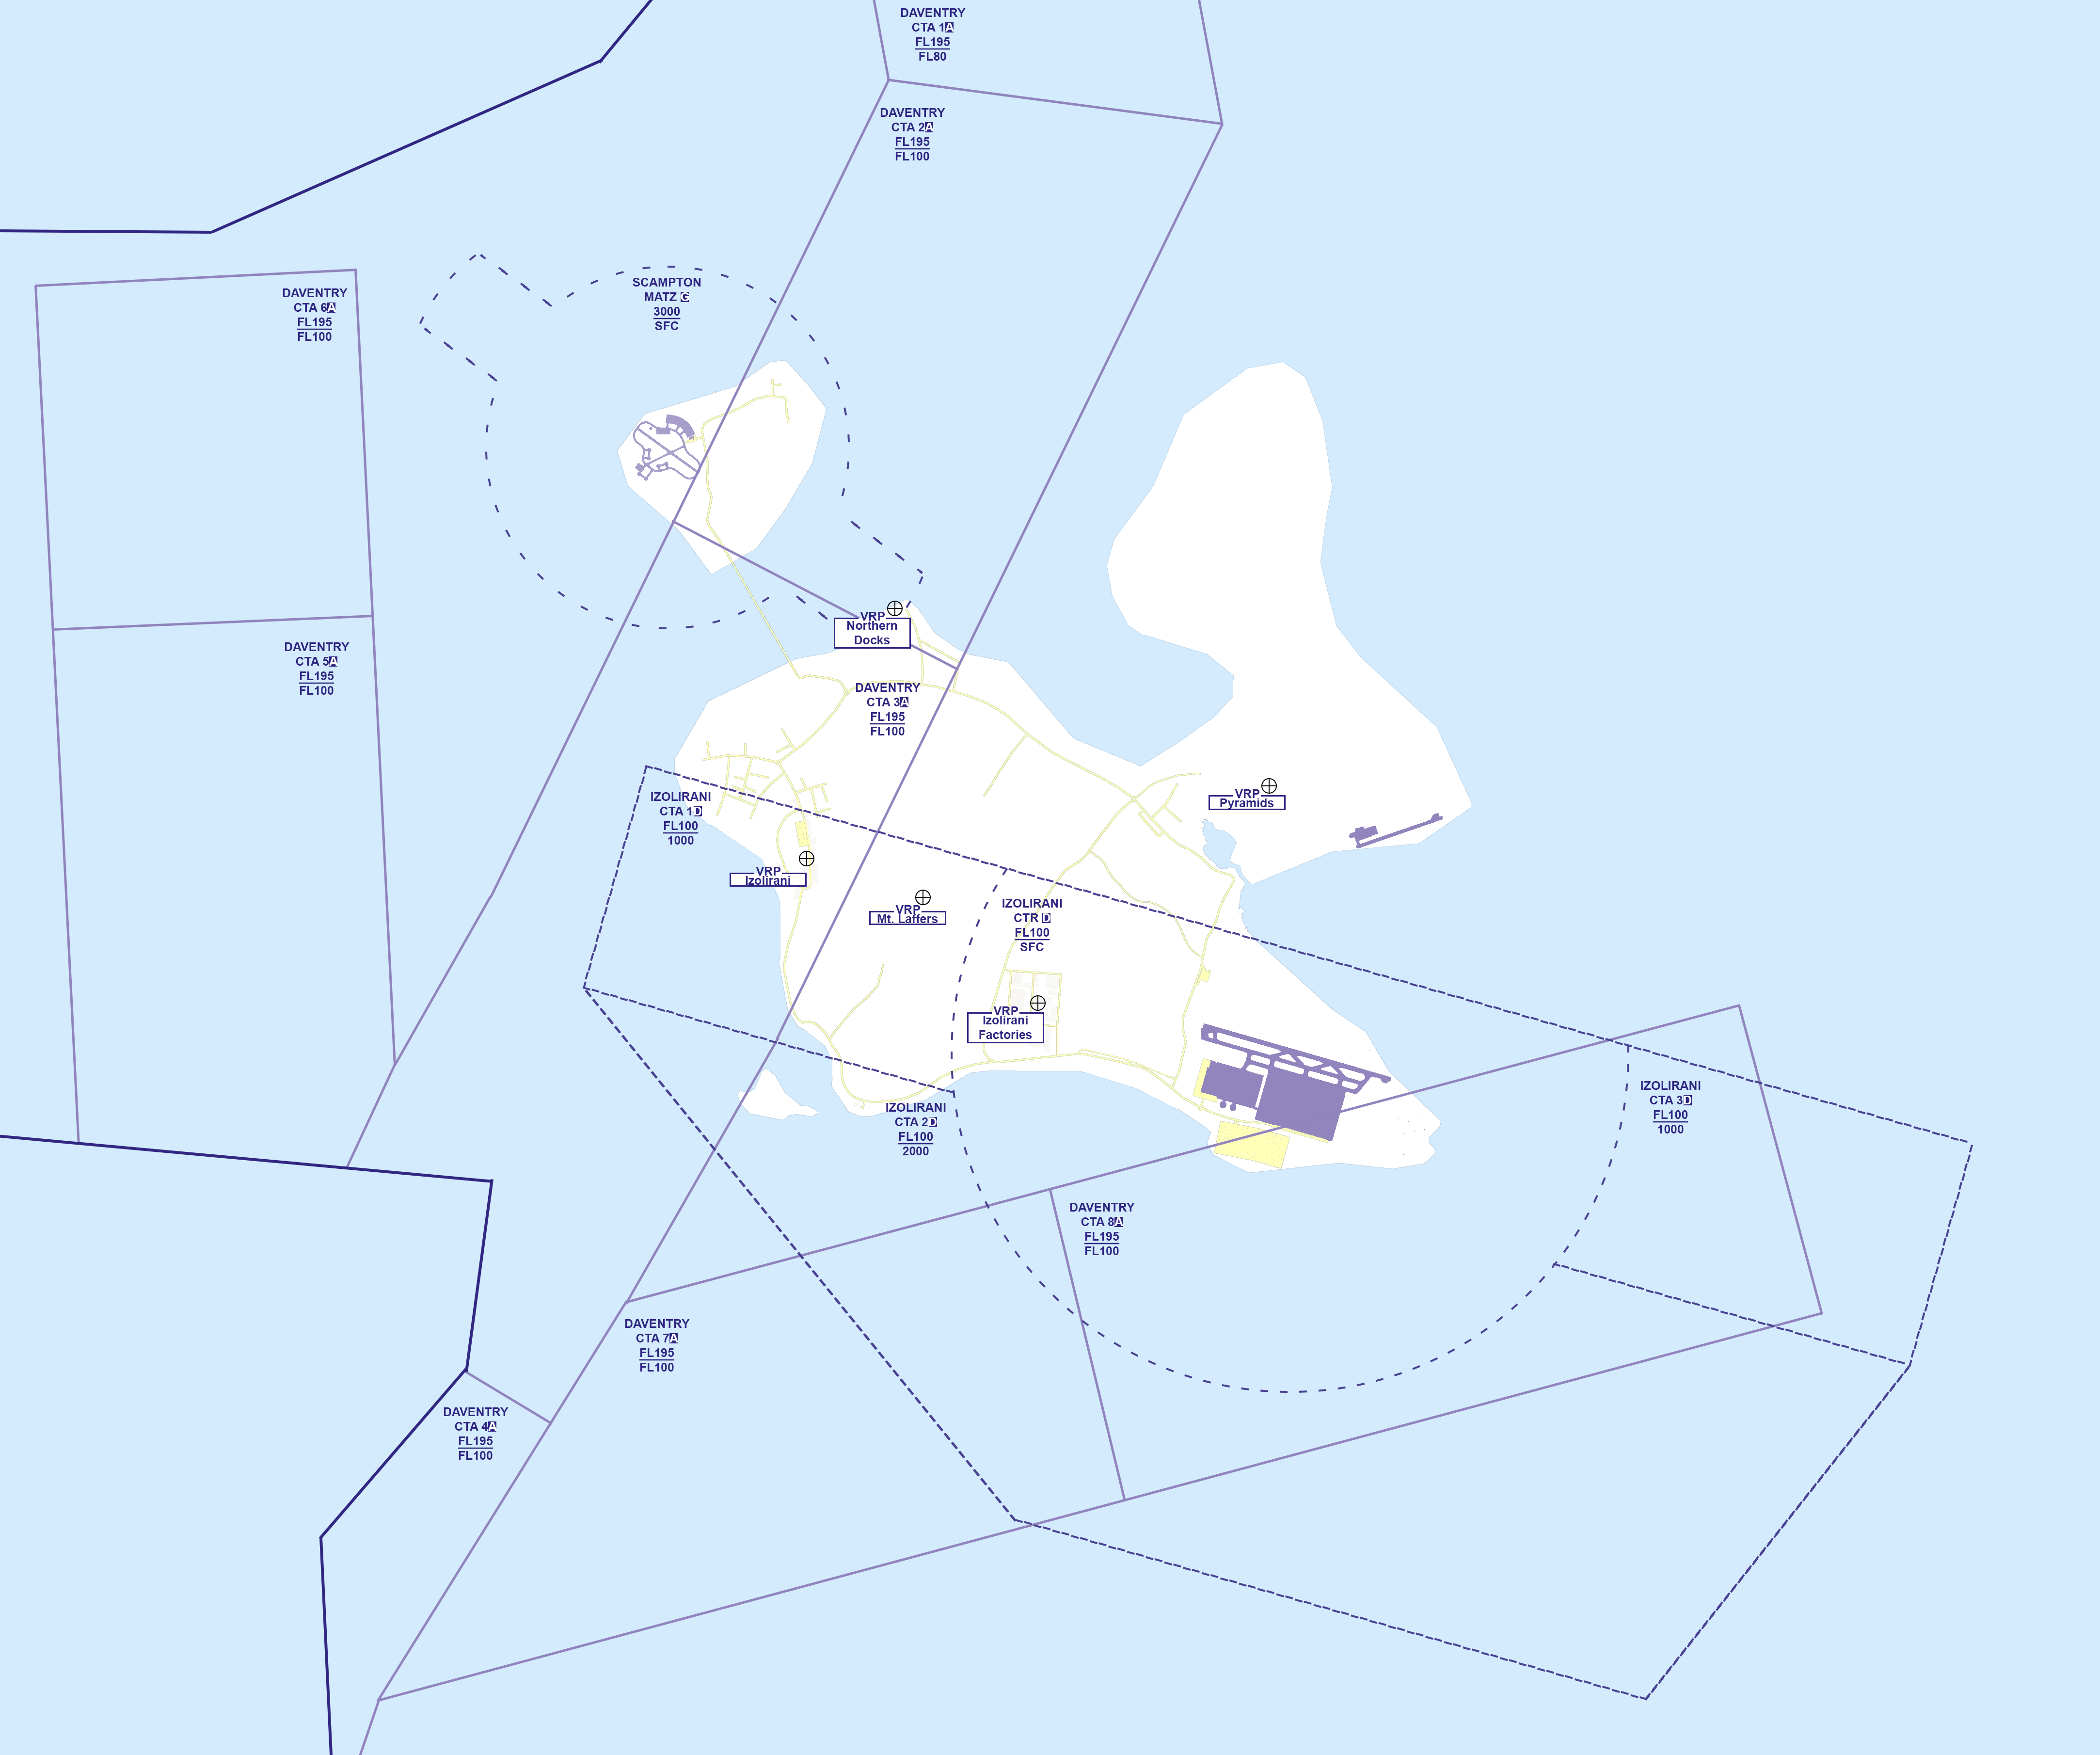 DAVENTRY
CTA 1A
FL195
FL80
DAVENTRY
CTA 2A
FL195
FL100
SCAMPTON
MATZ G
3000
SFC
DAVENTRY
CTA 6A
FL195
FL100
VRP
Northern
Docks
DAVENTRY
CTA 5A
FL195
FL100
DAVENTRY
CTA 3A
FL195
FL100
VRP
Pyramids
IZOLIRANI
CTA 1D
FL100
1000
VRP
Izolirani
VRP
Mt. Laffers
IZOLIRANI
CTR D
FL100
SFC
VRP
Izolirani
Factories
IZOLIRANI
CTA 3D
FL100
1000
IZOLIRANI
CTA 2D
FL100
2000
DAVENTRY
CTA 8A
FL195
FL100
DAVENTRY
CTA 7A
FL195
FL100
DAVENTRY
CTA 4A
FL195
FL100